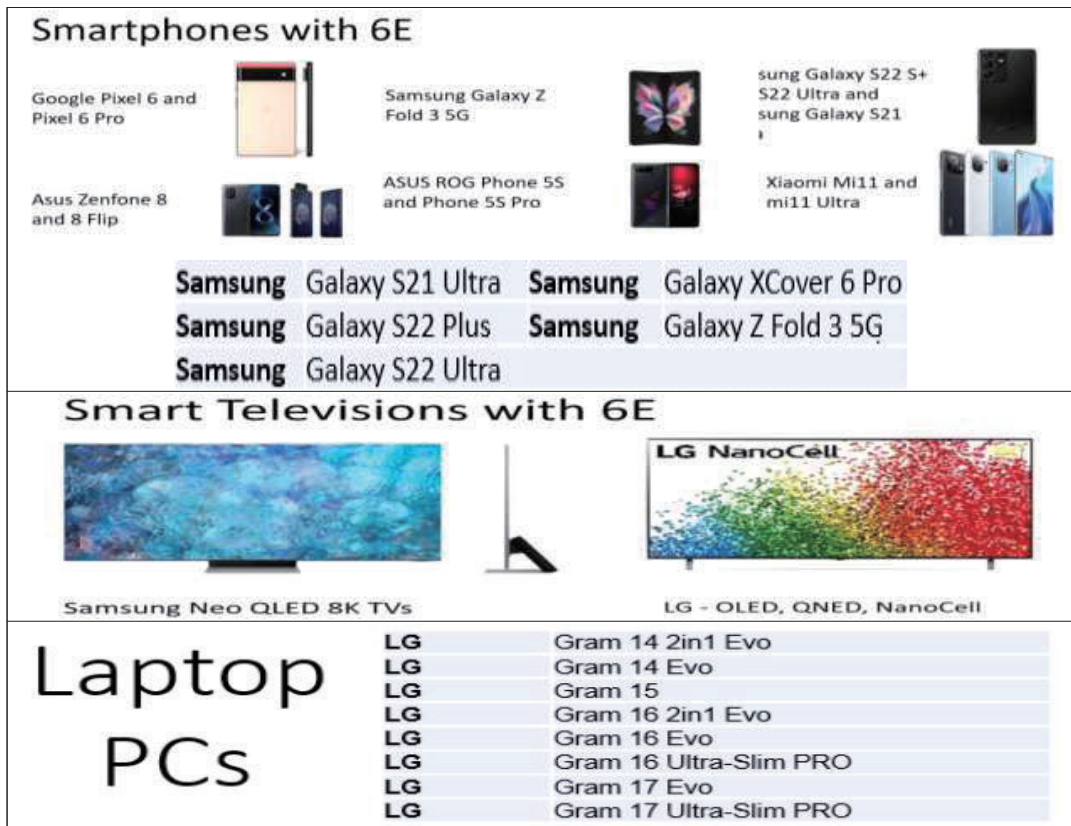 Smartphones with 6E
Google Pixel 6 and
Pixel 6 Pro
Samsung Galaxy Z
Fold 3 5G
sung Galaxy S22 S+
S22 Ultra and
sung Galaxy S21
Asus Zenfone 8
and 8 Flip
ASUS ROG Phone 5S
and Phone 5S Pro
Xiaomi Mi11 and
mi11 Ultra
Samsung Galaxy S21 Ultra Samsung Galaxy XCover 6 Pro
Samsung Galaxy S22 Plus Samsung Galaxy Z Fold 3 5G
Samsung Galaxy S22 Ultra
Smart Televisions with 6E
LG NanoCell
Samsung Neo QLED 8K TVs
LG - OLED, QNED, NanoCell
Laptop
PCs
LG Gram 14 2in1 Evo
LG Gram 14 Evo
LG Gram 15
LG Gram 16 2in1 Evo
LG Gram 16 Evo
LG Gram 16 Ultra-Slim PRO
LG Gram 17 Evo
LG Gram 17 Ultra-Slim PRO